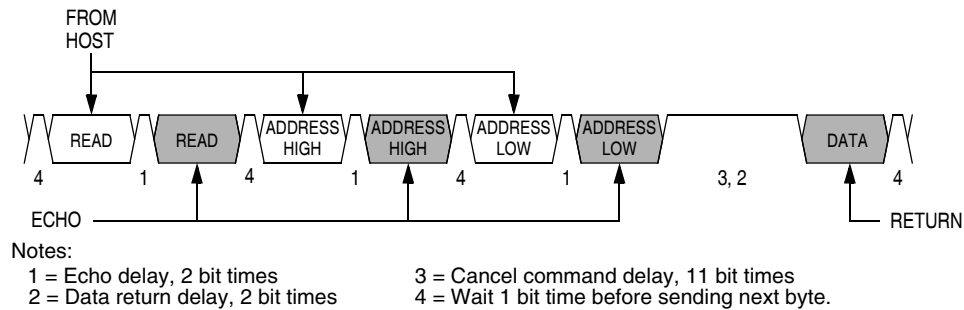 FROM
HOST
READ READ ADDRESS HIGH ADDRESS HIGH ADDRESS LOW ADDRESS LOW DATA
4 1 4 1 4 1 3, 2 4
ECHO RETURN
Notes:
1 = Echo delay, 2 bit times 3 = Cancel command delay, 11 bit times
2 = Data return delay, 2 bit times 4 = Wait 1 bit time before sending next byte.